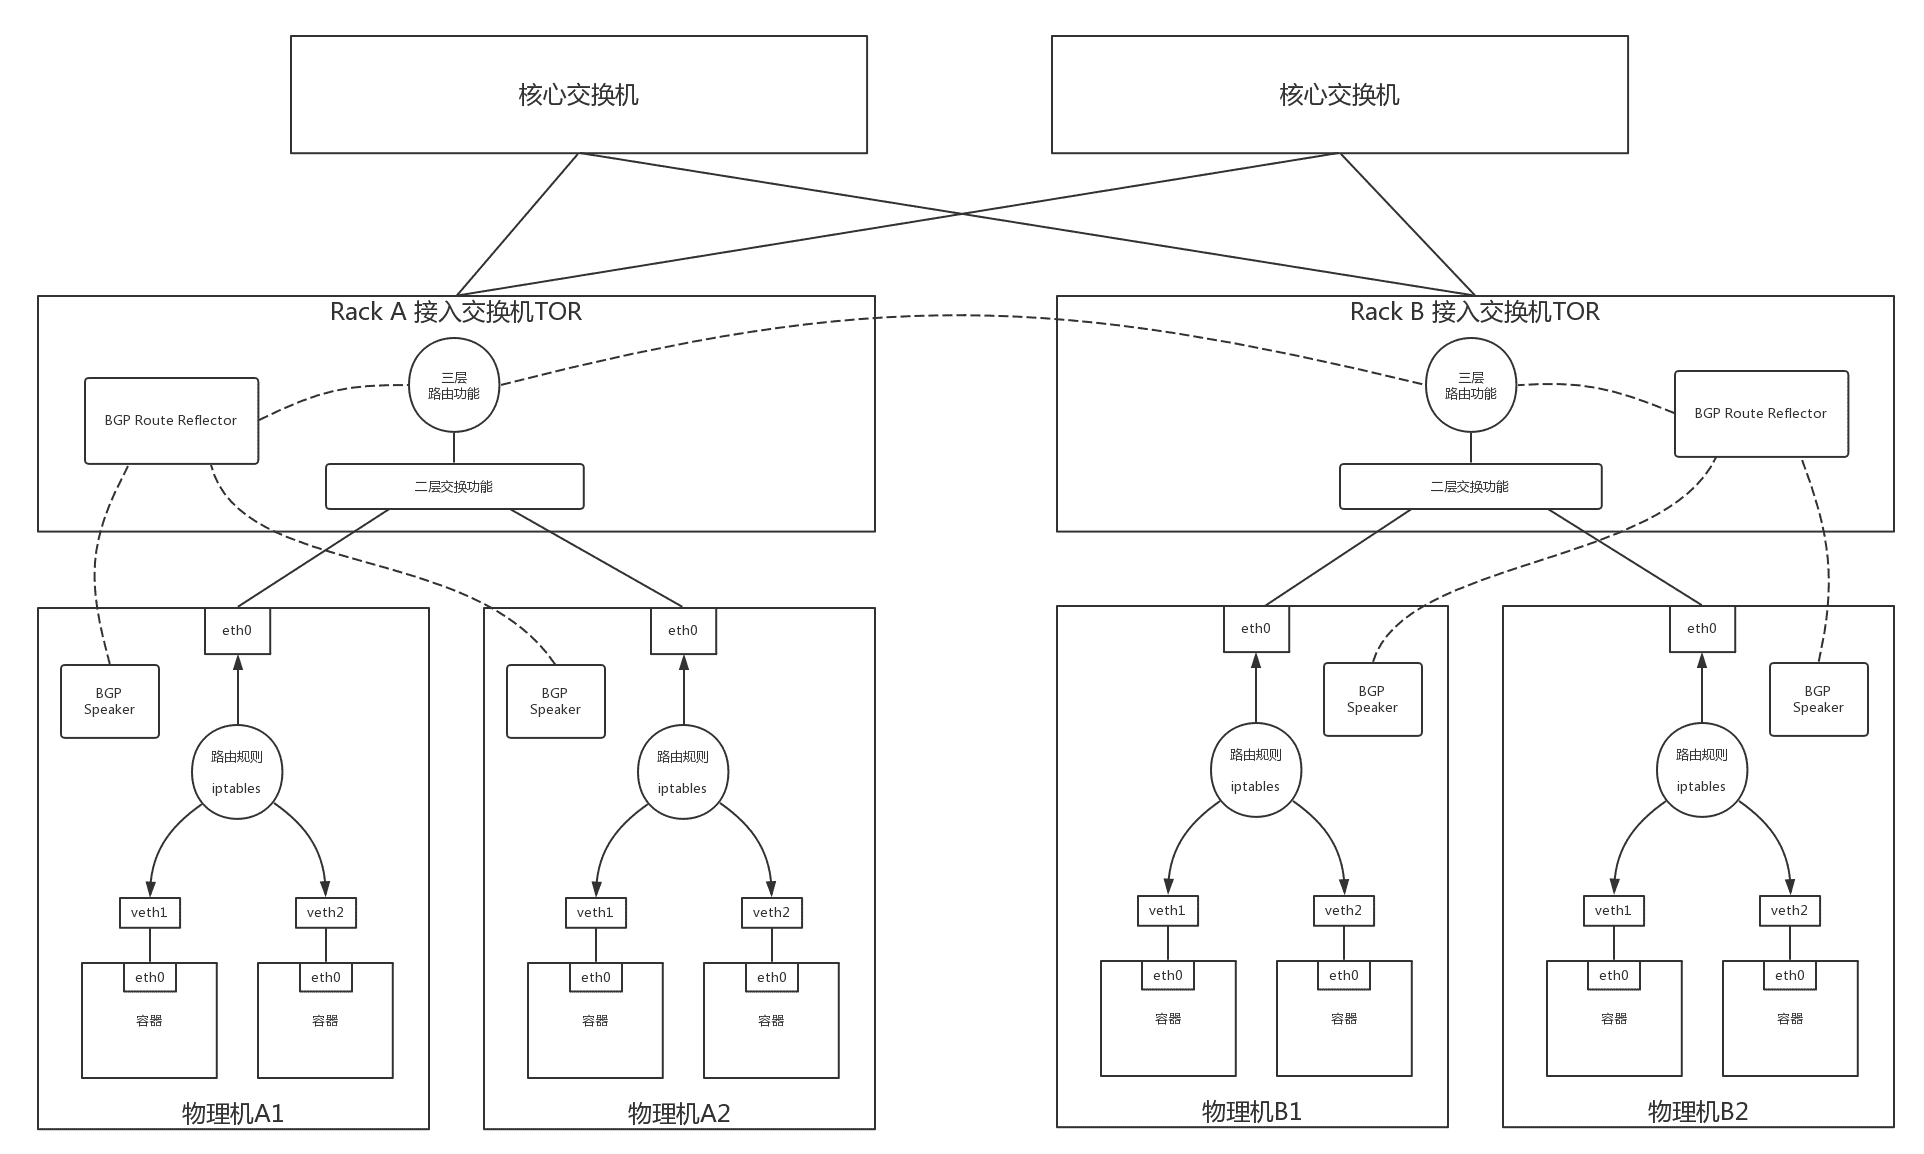 核心交换机
核心交换机
Rack A 接入交换机TOR
Rack B 接入交换机TOR
三层
路由功能
BGP Route Reflector
二层交换功能
三层
路由功能
BGP Route Reflector
二层交换功能
eth0
BGP
Speaker
路由规则
iptables
veth1
veth2
eth0
容器
eth0
容器
物理机A1
eth0
BGP
Speaker
路由规则
iptables
veth1
veth2
eth0
容器
eth0
容器
物理机A2
eth0
BGP
Speaker
路由规则
iptables
veth1
veth2
eth0
容器
eth0
容器
物理机B1
eth0
BGP
Speaker
路由规则
iptables
veth1
veth2
eth0
容器
eth0
容器
物理机B2